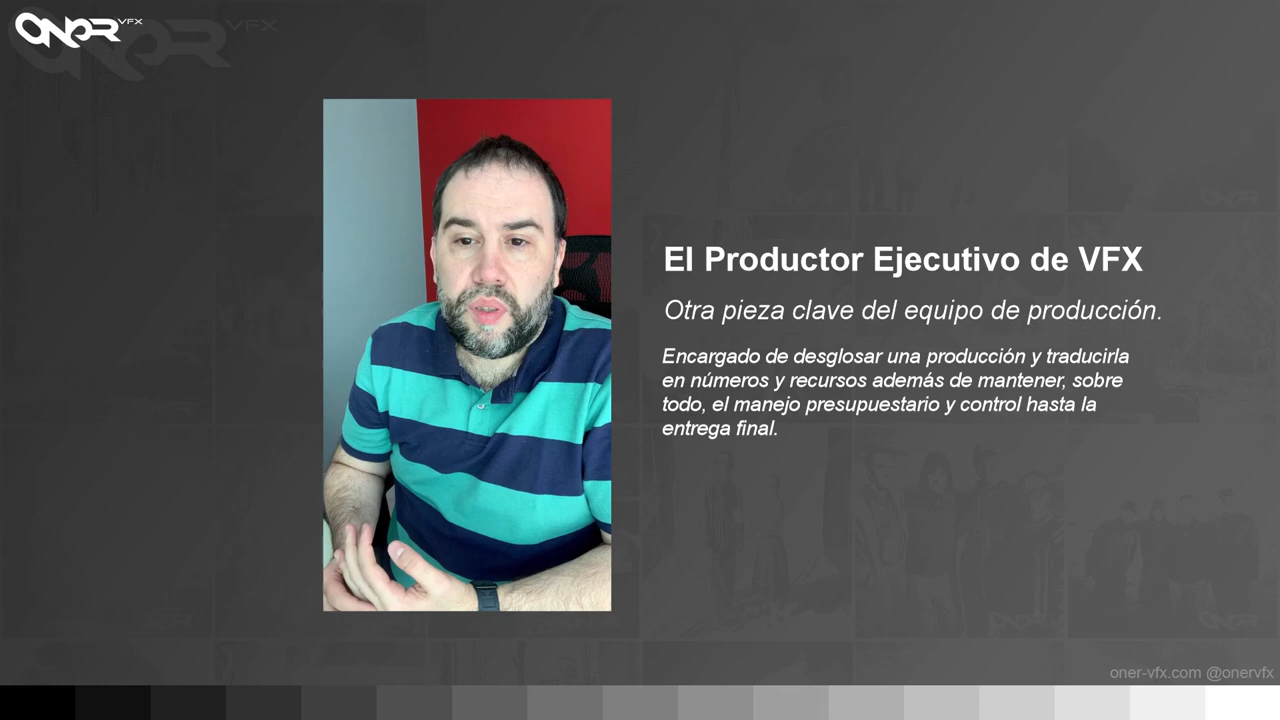 ONER VFX
El Productor Ejecutivo de VFX
Otra pieza clave del equipo de producción.
Encargado de desglosar una producción y traducirla
en números y recursos además de mantener, sobre
todo, el manejo presupuestario y control hasta la
entrega final.
oner-vfx.com @onervfx